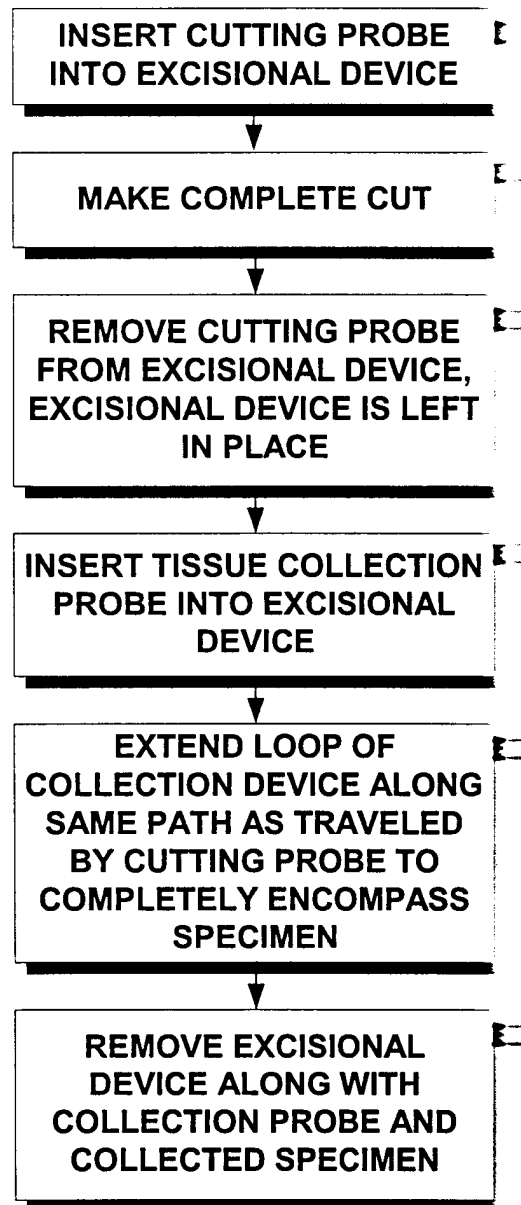 INSERT CUTTING PROBE
INTO EXCISIONAL DEVICE
MAKE COMPLETE CUT
REMOVE CUTTING PROBE
FROM EXCISIONAL DEVICE,
EXCISIONAL DEVICE IS LEFT
IN PLACE
INSERT TISSUE COLLECTION
PROBE INTO EXCISIONAL
DEVICE
EXTEND LOOP OF
COLLECTION DEVICE ALONG
SAME PATH AS TRAVELED
BY CUTTING PROBE TO
COMPLETELY ENCOMPASS
SPECIMEN
REMOVE EXCISIONAL
DEVICE ALONG WITH
COLLECTION PROBE AND
COLLECTED SPECIMEN